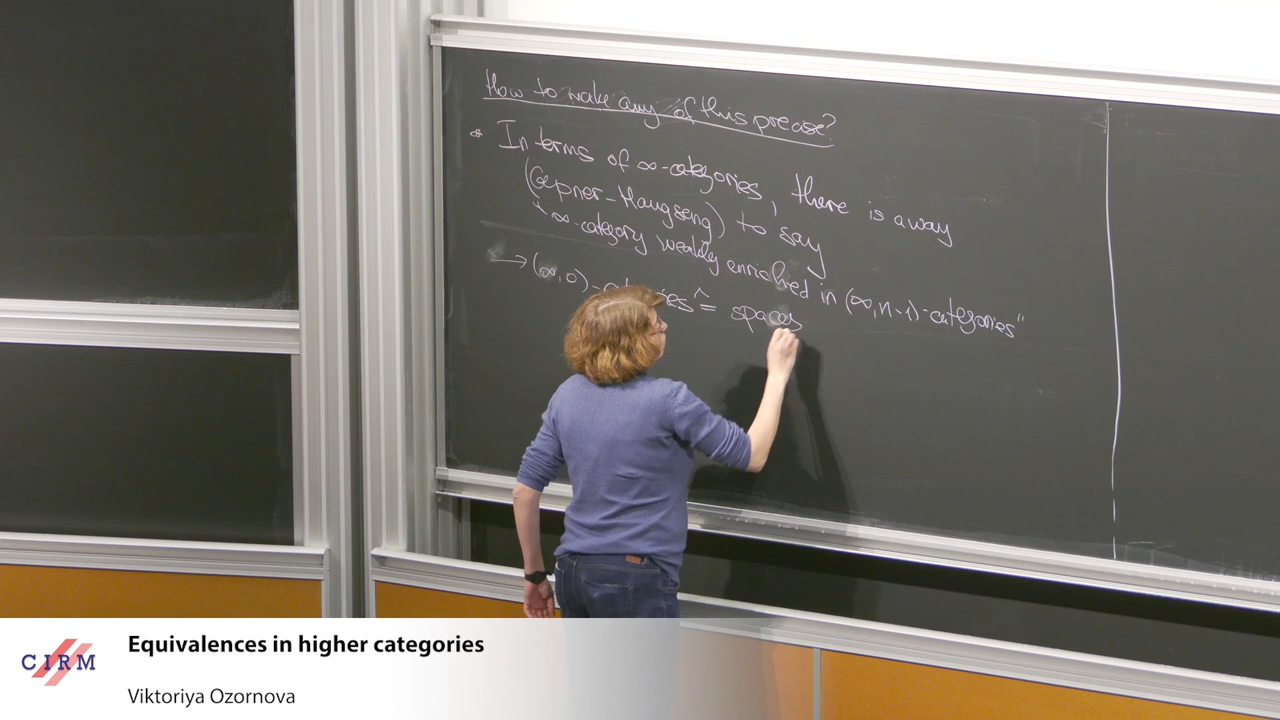 How to make any of this precise?
* In terms of ∞-categories, there is a way
(Gepner-Haugseng) to say
"∞-category weakly enriched in (∞,n-1)-categories"
→ (∞,0)- ≙ spaces
CIRM
Equivalences in higher categories
Viktoriya Ozornova